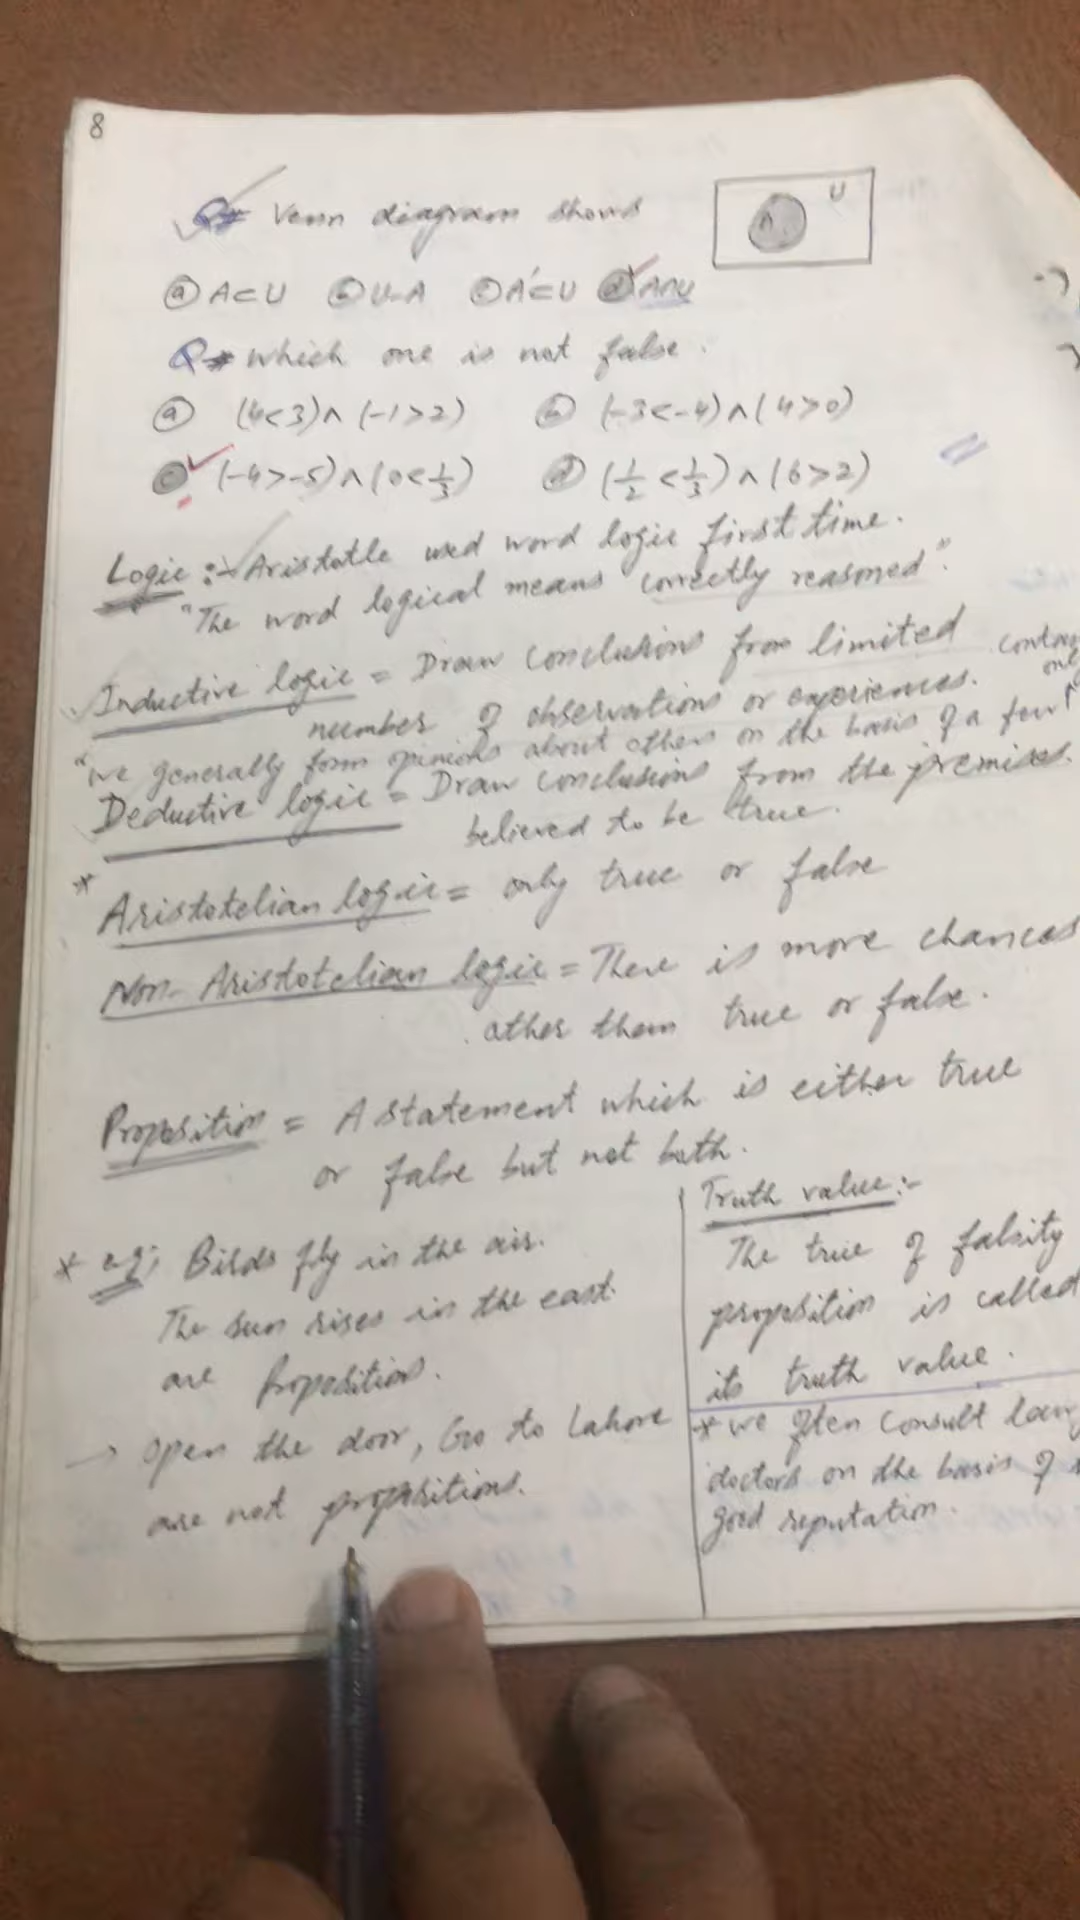 8
Q# Venn diagram shows
A U
ⓐ A⊂U ⓑ U-A ⓒ A'⊂U ⓓ A∩U
Q# which one is not false.
ⓐ (4<3)∧(-1>2) ⓑ (-3<-4)∧(4>0)
ⓒ (-4>-5)∧(0<1/3) ⓓ (1/2<1/3)∧(6>2)
Logic :- Aristotle used word logic first time.
"The word logical means "correctly reasoned".
Inductive logic = Draw conclusions from limited
number of observations or experiences.
"we generally form opinions about others on the basis of a few
only
Deductive logic = Draw conclusions from the premises.
believed to be true.
* Aristotelian logic = only true or false
Non-Aristotelian logic = There is more chances
other them true or false.
Proposition = A statement which is either true
or false but not both.
* e.g; Birds fly in the air.
The sun rises in the east.
are Propositions.
→ Open the door, Go to Lahore
are not propositions.
Truth value:-
The true of falsity
proposition is called
its truth value.
* we often consult
doctors on the basis of
good reputation.